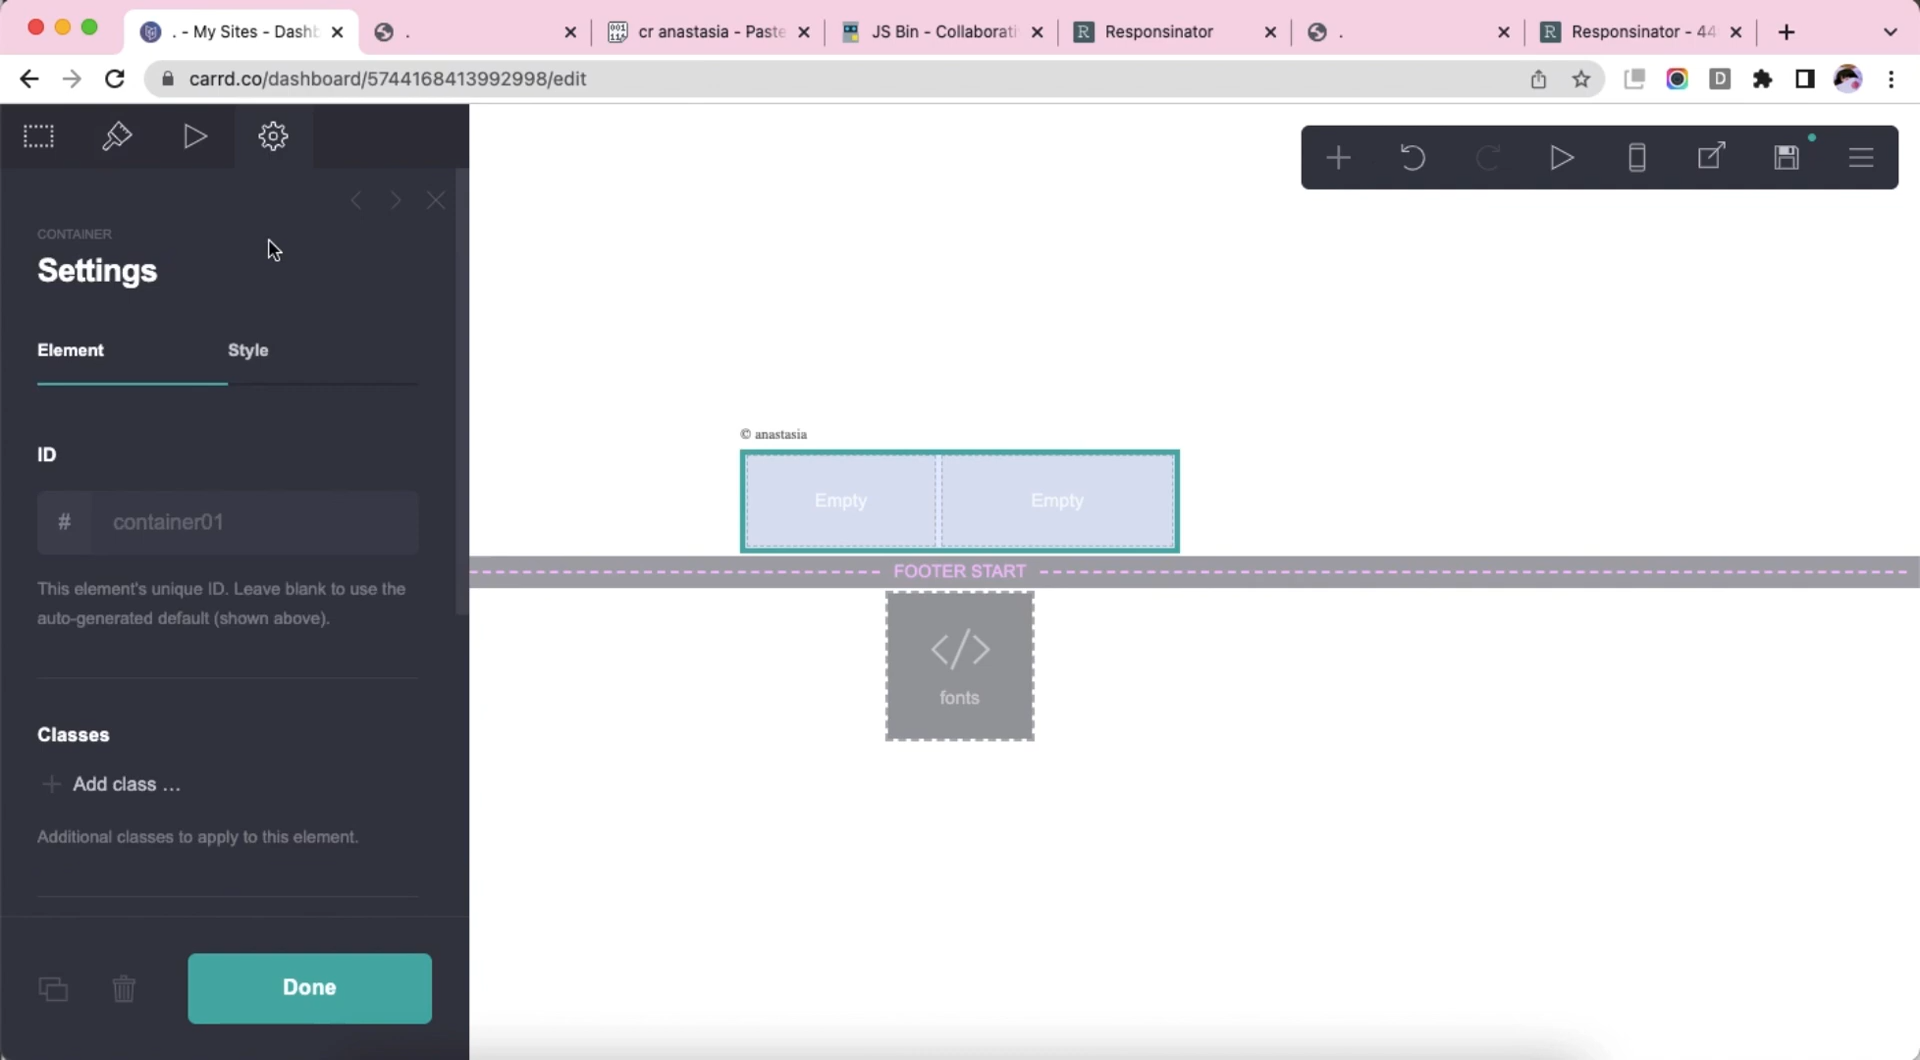 . - My Sites - Dashb
.
cr anastasia - Paste
JS Bin - Collaborati
Responsinator
.
Responsinator - 44
carrd.co/dashboard/5744168413992998/edit
CONTAINER
Settings
Element Style
ID
# container01
This element's unique ID. Leave blank to use the
auto-generated default (shown above).
Classes
+ Add class ...
Additional classes to apply to this element.
Done
© anastasia
Empty Empty
FOOTER START
</>
fonts